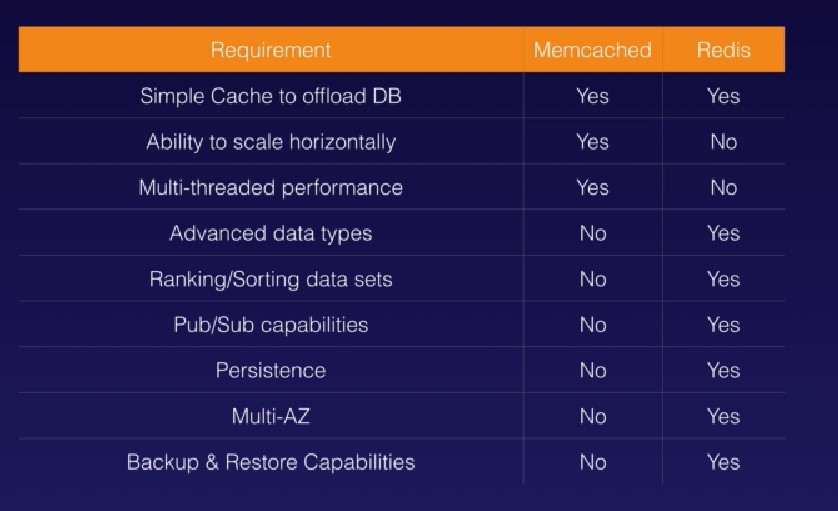 Requirement Memcached Redis
Simple Cache to offload DB Yes Yes
Ability to scale horizontally Yes No
Multi-threaded performance Yes No
Advanced data types No Yes
Ranking/Sorting data sets No Yes
Pub/Sub capabilities No Yes
Persistence No Yes
Multi-AZ No Yes
Backup & Restore Capabilities No Yes